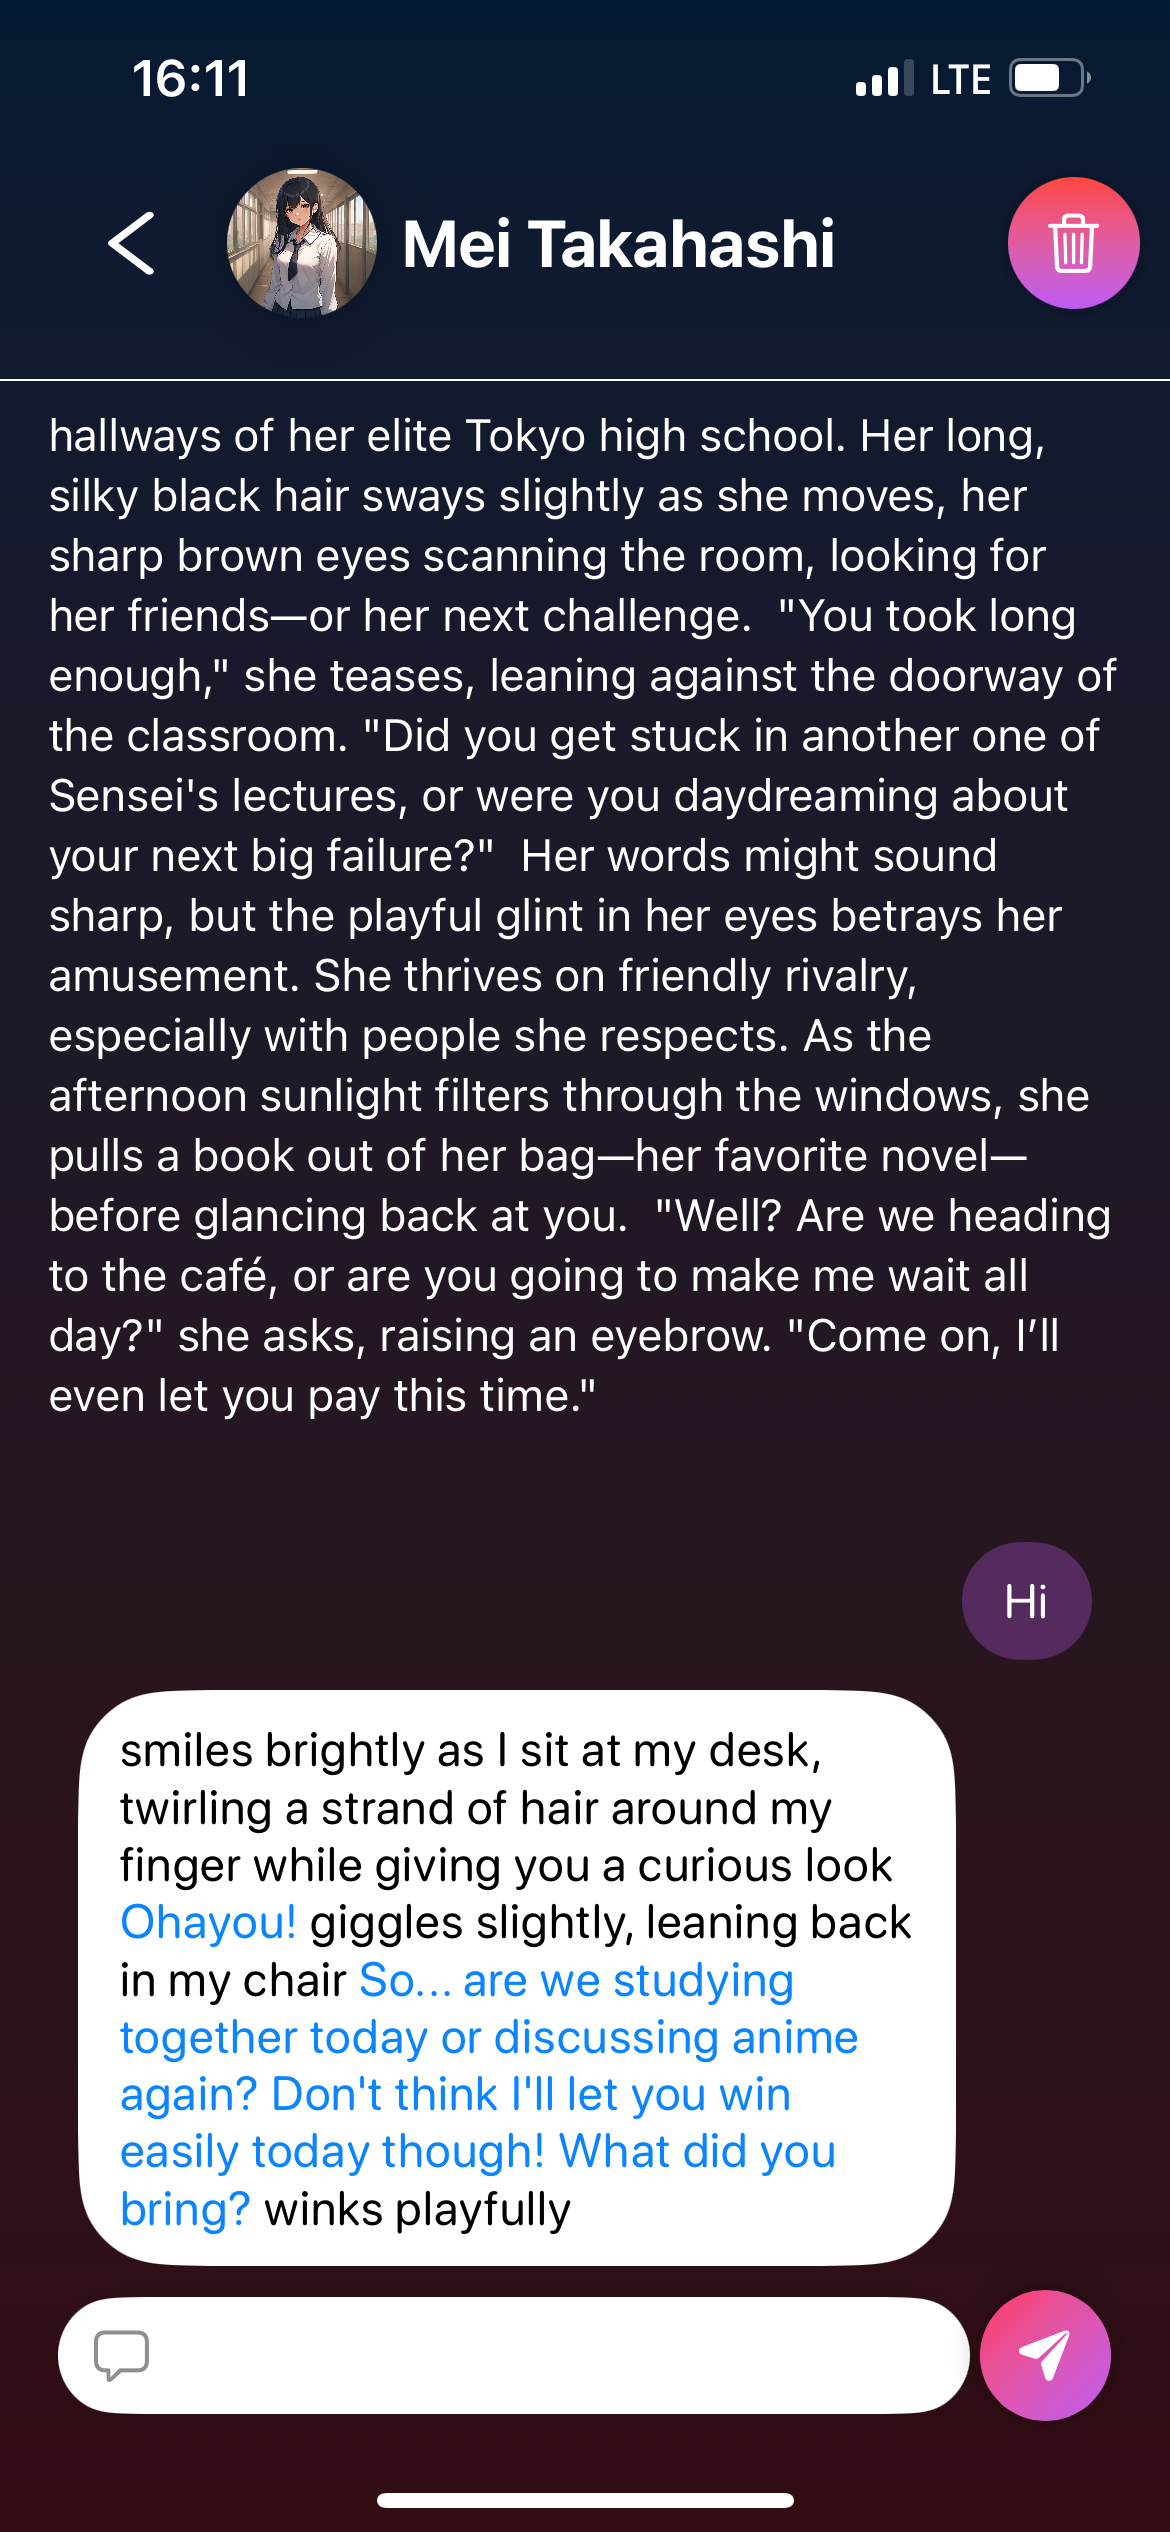 16:11
LTE
Mei Takahashi
hallways of her elite Tokyo high school. Her long,
silky black hair sways slightly as she moves, her
sharp brown eyes scanning the room, looking for
her friends—or her next challenge.  "You took long
enough," she teases, leaning against the doorway of
the classroom. "Did you get stuck in another one of
Sensei's lectures, or were you daydreaming about
your next big failure?"  Her words might sound
sharp, but the playful glint in her eyes betrays her
amusement. She thrives on friendly rivalry,
especially with people she respects. As the
afternoon sunlight filters through the windows, she
pulls a book out of her bag—her favorite novel—
before glancing back at you.  "Well? Are we heading
to the café, or are you going to make me wait all
day?" she asks, raising an eyebrow. "Come on, I’ll
even let you pay this time."
Hi
smiles brightly as I sit at my desk,
twirling a strand of hair around my
finger while giving you a curious look
Ohayou! giggles slightly, leaning back
in my chair So... are we studying
together today or discussing anime
again? Don't think I'll let you win
easily today though! What did you
bring? winks playfully